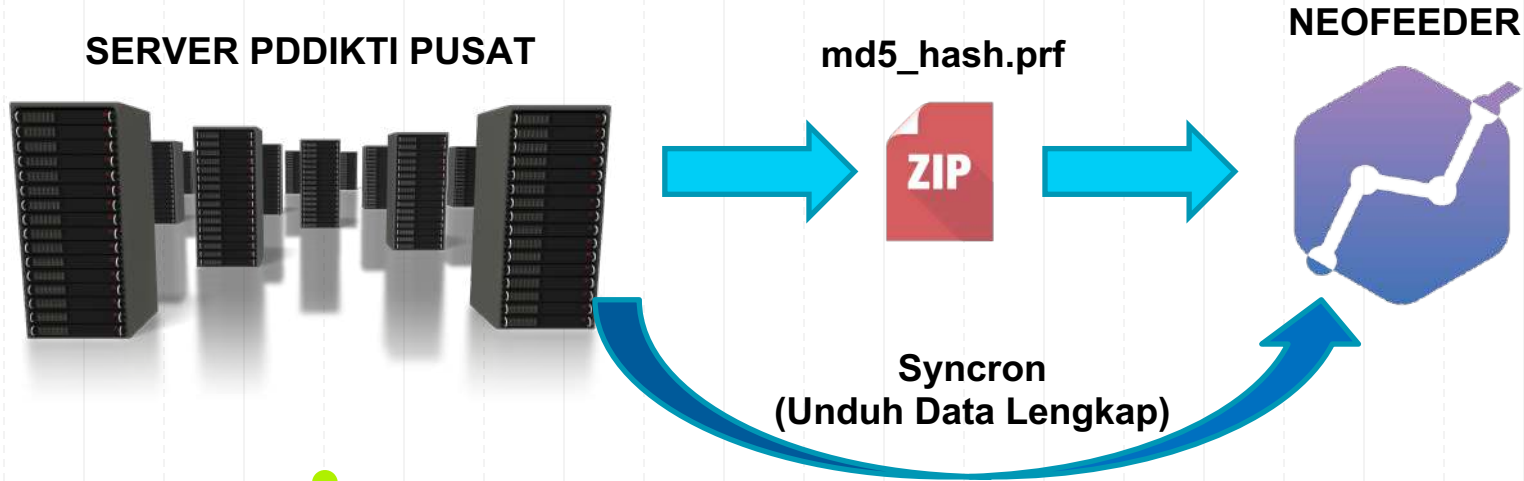 SERVER PDDIKTI PUSAT
md5_hash.prf
NEOFEEDER
ZIP
Syncron
(Unduh Data Lengkap)